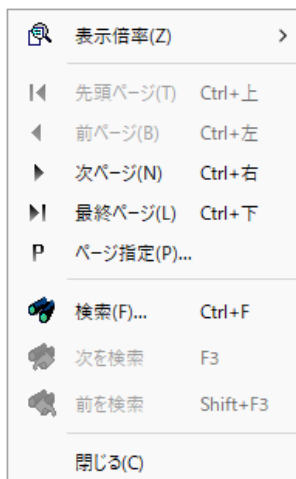 表示倍率(Z)
先頭ページ(T) Ctrl+上
前ページ(B) Ctrl+左
次ページ(N) Ctrl+右
最終ページ(L) Ctrl+下
P ページ指定(P)...
検索(F)... Ctrl+F
次を検索 F3
前を検索 Shift+F3
閉じる(C)